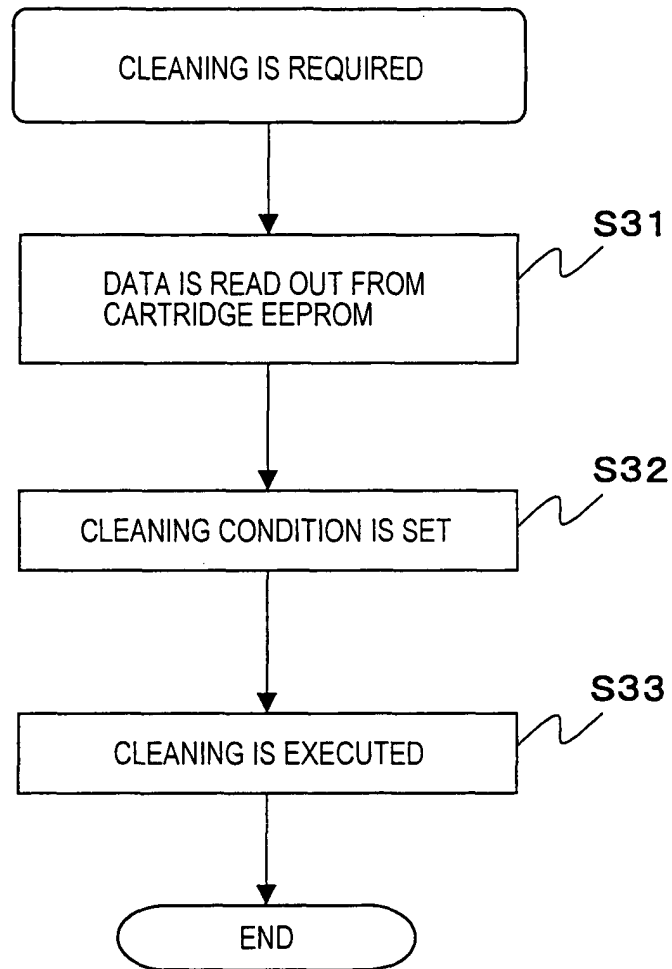 CLEANING IS REQUIRED
S31
DATA IS READ OUT FROM
CARTRIDGE EEPROM
S32
CLEANING CONDITION IS SET
S33
CLEANING IS EXECUTED
END